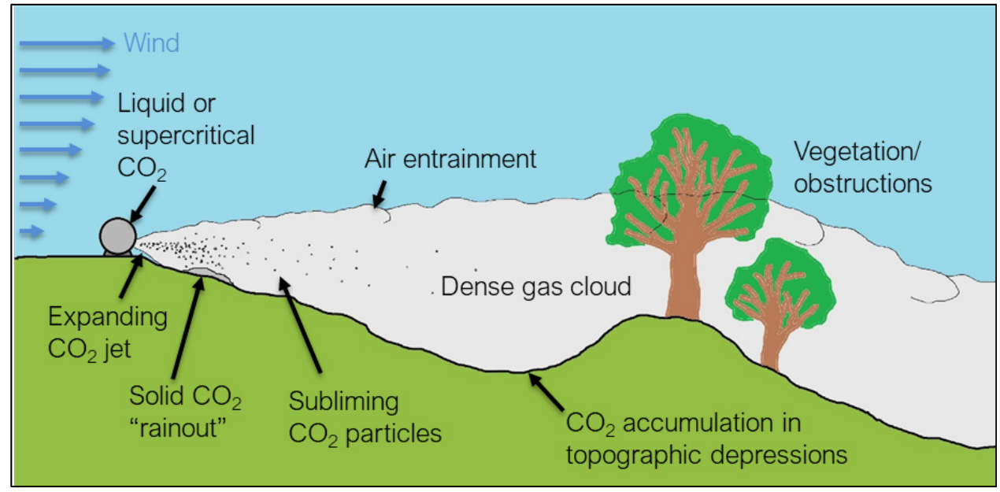 Wind
Liquid or
supercritical
CO₂
Air entrainment
Vegetation/
obstructions
Dense gas cloud
Expanding
CO₂ jet
Solid CO₂
“rainout”
Subliming
CO₂ particles
CO₂ accumulation in
topographic depressions